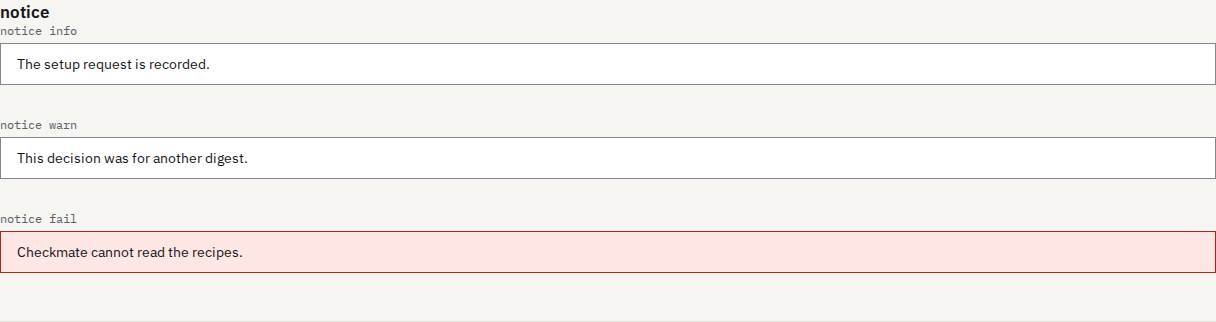 notice
notice info
The setup request is recorded.
notice warn
This decision was for another digest.
notice fail
Checkmate cannot read the recipes.